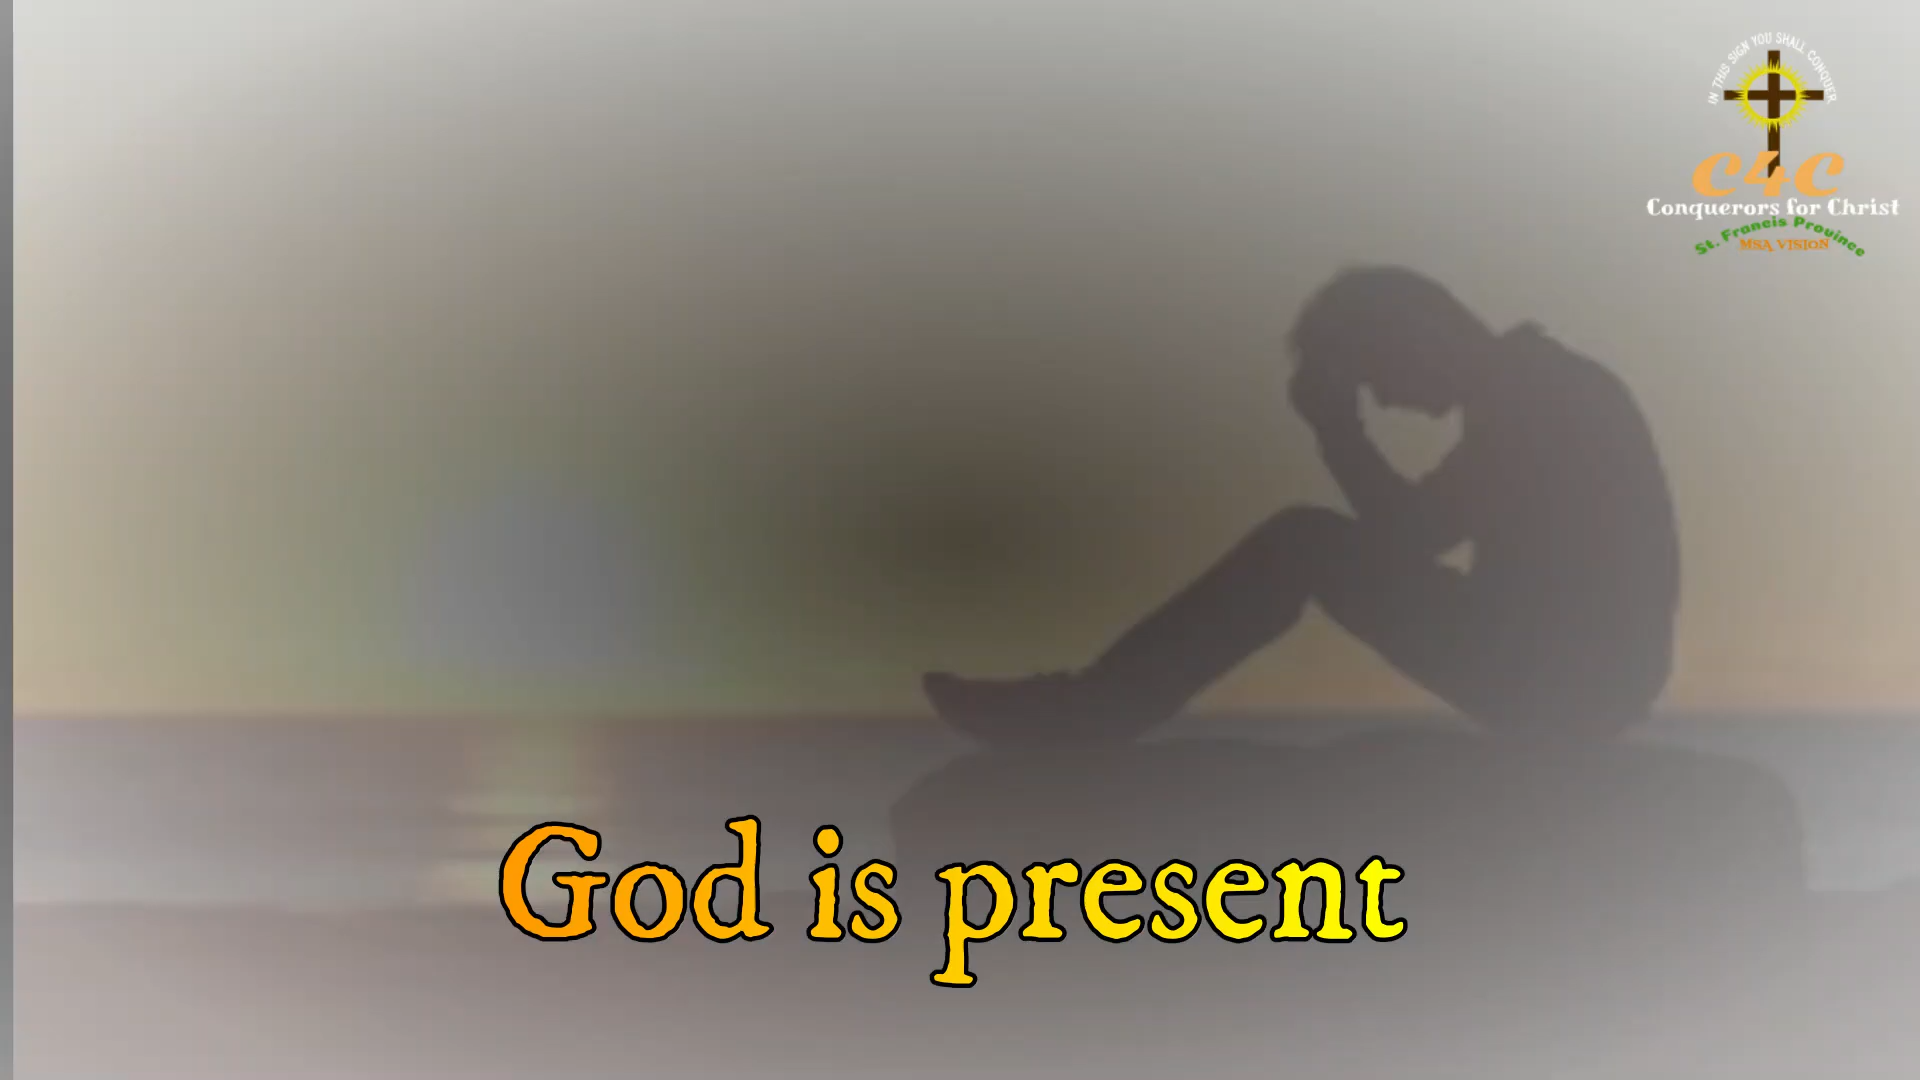 IN THIS SIGN YOU SHALL CONQUER
C4C
Conquerors for Christ
St. Francis Province
MSA VISION
God is present